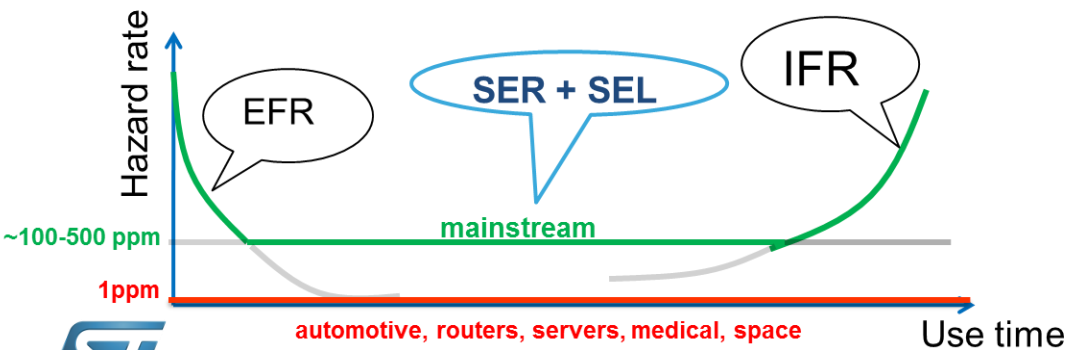 Hazard rate
EFR
SER + SEL
IFR
mainstream
~100-500 ppm
1ppm
automotive, routers, servers, medical, space
Use time